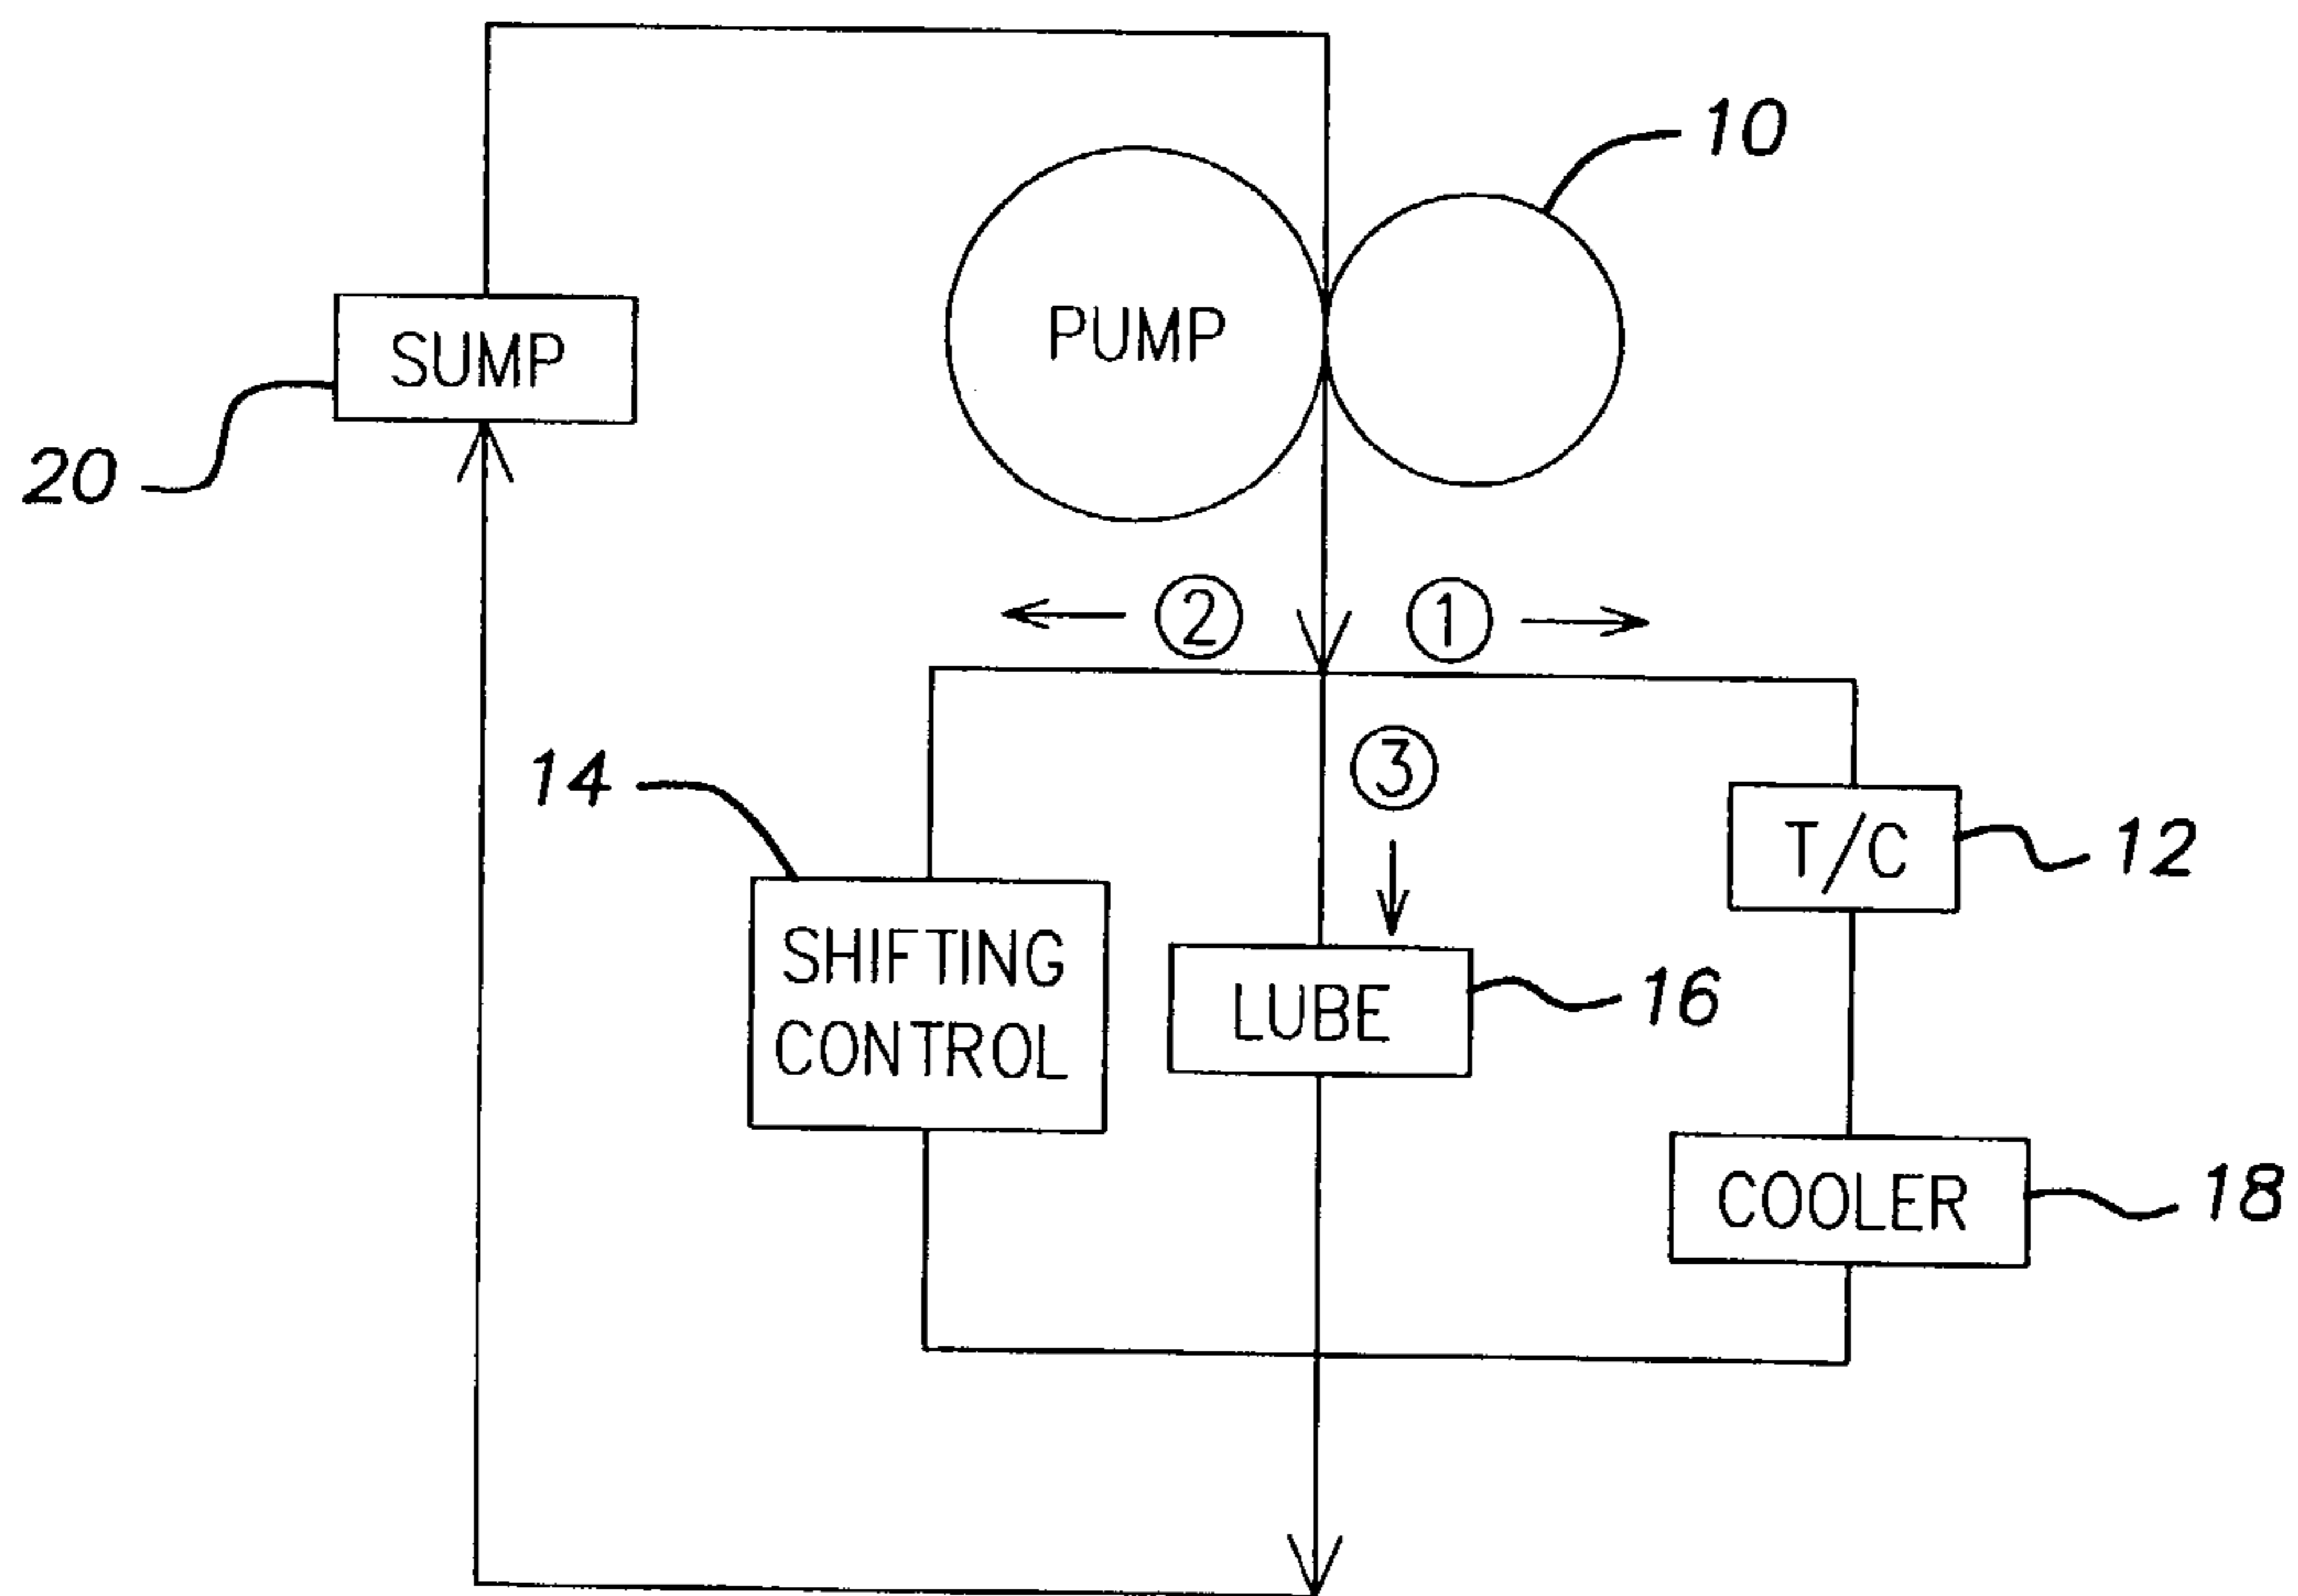 10
PUMP
SUMP
20
2
1
3
14
T/C
12
SHIFTING
CONTROL
LUBE
16
COOLER
18